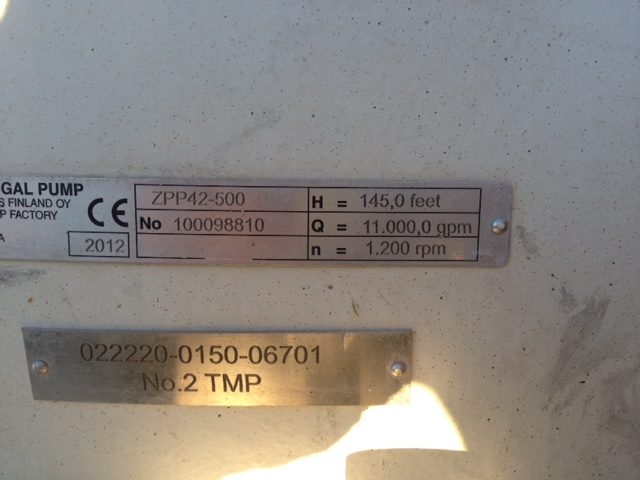 GAL PUMP
S FINLAND OY
P FACTORY
A
CE
2012
ZPP42-500
No 100098810
H = 145,0 feet
Q = 11.000,0 gpm
n = 1.200 rpm
022220-0150-06701
No.2 TMP